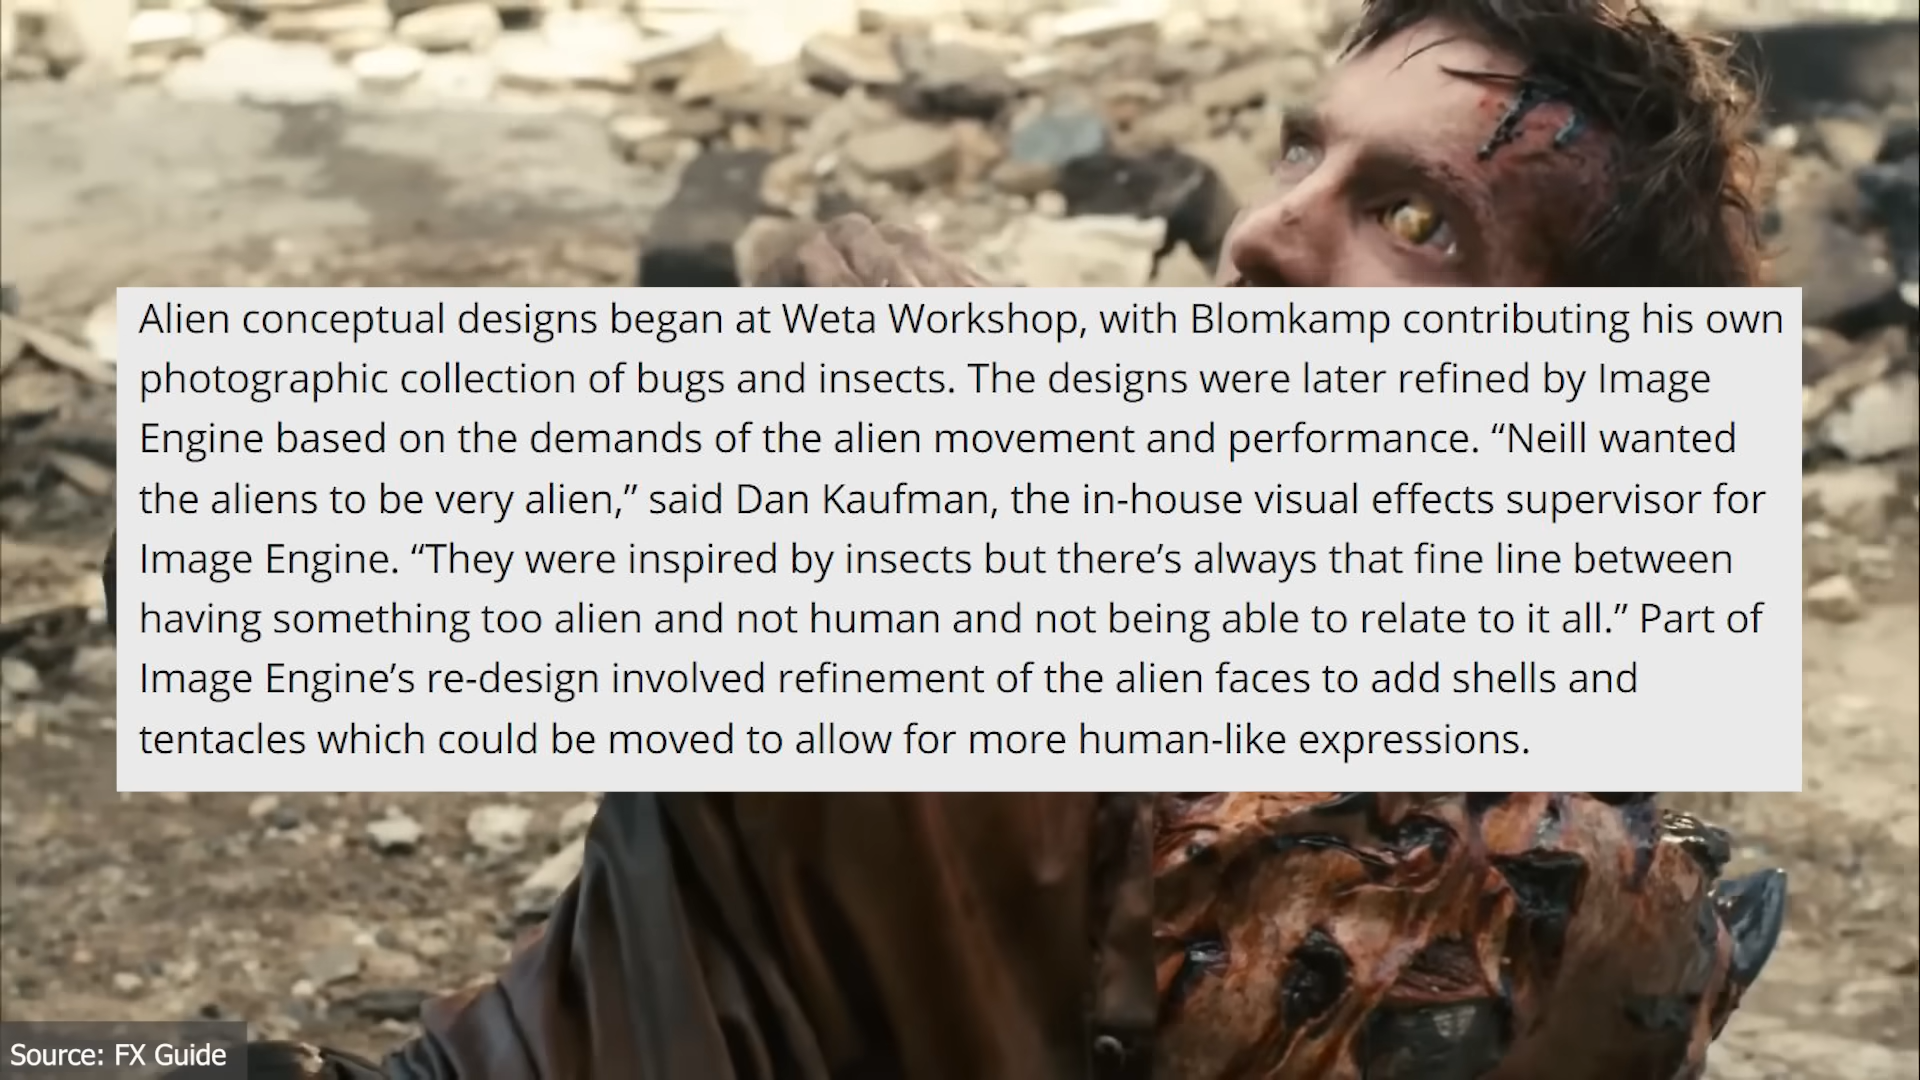 Alien conceptual designs began at Weta Workshop, with Blomkamp contributing his own
photographic collection of bugs and insects. The designs were later refined by Image
Engine based on the demands of the alien movement and performance. “Neill wanted
the aliens to be very alien,” said Dan Kaufman, the in-house visual effects supervisor for
Image Engine. “They were inspired by insects but there’s always that fine line between
having something too alien and not human and not being able to relate to it all.” Part of
Image Engine’s re-design involved refinement of the alien faces to add shells and
tentacles which could be moved to allow for more human-like expressions.
Source: FX Guide